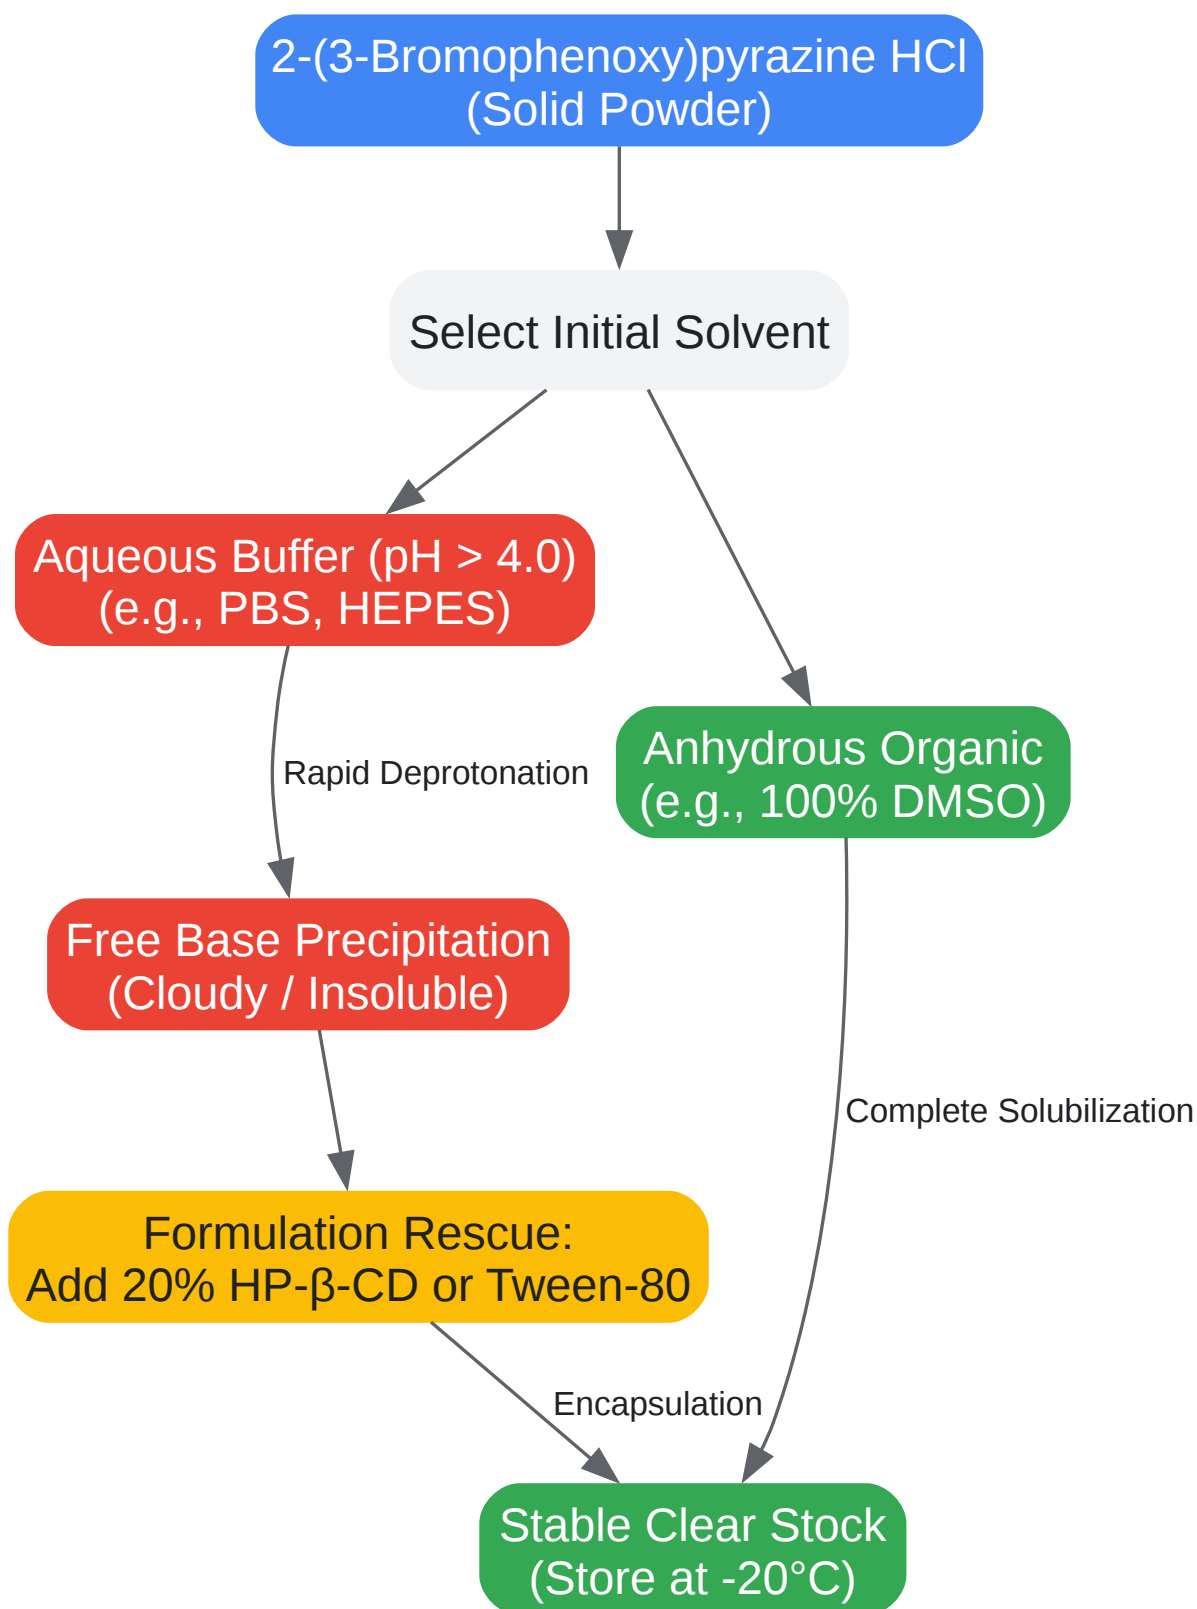 2-(3-Bromophenoxy)pyrazine HCl
(Solid Powder)
Select Initial Solvent
Aqueous Buffer (pH > 4.0)
(e.g., PBS, HEPES)
Rapid Deprotonation
Anhydrous Organic
(e.g., 100% DMSO)
Free Base Precipitation
(Cloudy / Insoluble)
Complete Solubilization
Formulation Rescue:
Add 20% HP-β-CD or Tween-80
Encapsulation
Stable Clear Stock
(Store at -20°C)